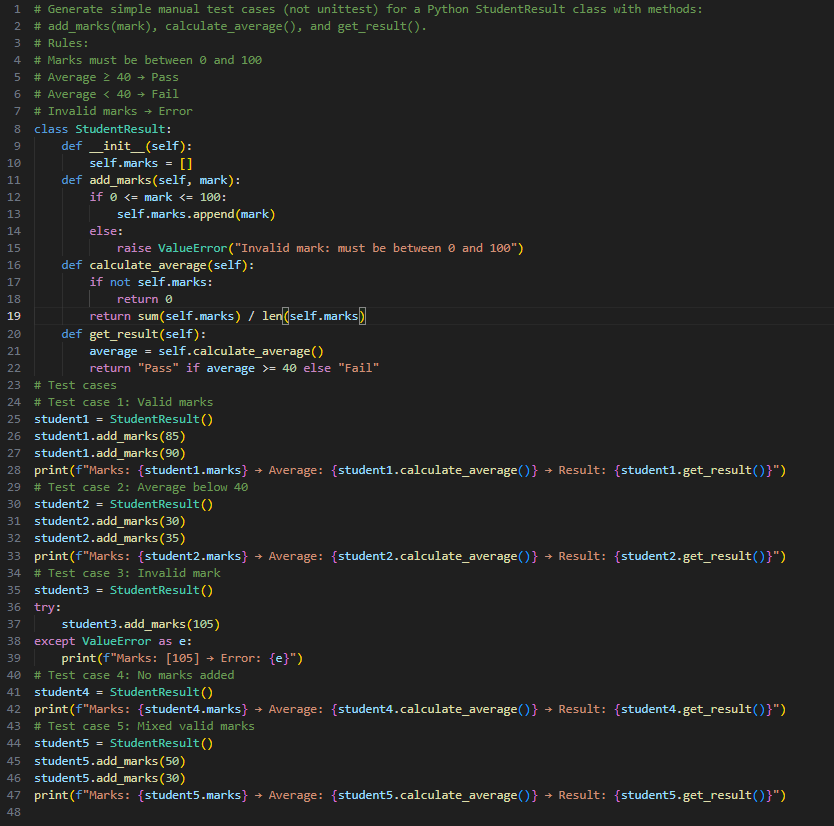 1 # Generate simple manual test cases (not unittest) for a Python StudentResult class with methods:
2 # add_marks(mark), calculate_average(), and get_result().
3 # Rules:
4 # Marks must be between 0 and 100
5 # Average ≥ 40 → Pass
6 # Average < 40 → Fail
7 # Invalid marks → Error
8 class StudentResult:
9     def __init__(self):
10         self.marks = []
11     def add_marks(self, mark):
12         if 0 <= mark <= 100:
13             self.marks.append(mark)
14         else:
15             raise ValueError("Invalid mark: must be between 0 and 100")
16     def calculate_average(self):
17         if not self.marks:
18             return 0
19         return sum(self.marks) / len(self.marks)
20     def get_result(self):
21         average = self.calculate_average()
22         return "Pass" if average >= 40 else "Fail"
23 # Test cases
24 # Test case 1: Valid marks
25 student1 = StudentResult()
26 student1.add_marks(85)
27 student1.add_marks(90)
28 print(f"Marks: {student1.marks} → Average: {student1.calculate_average()} → Result: {student1.get_result()}")
29 # Test case 2: Average below 40
30 student2 = StudentResult()
31 student2.add_marks(30)
32 student2.add_marks(35)
33 print(f"Marks: {student2.marks} → Average: {student2.calculate_average()} → Result: {student2.get_result()}")
34 # Test case 3: Invalid mark
35 student3 = StudentResult()
36 try:
37     student3.add_marks(105)
38 except ValueError as e:
39     print(f"Marks: [105] → Error: {e}")
40 # Test case 4: No marks added
41 student4 = StudentResult()
42 print(f"Marks: {student4.marks} → Average: {student4.calculate_average()} → Result: {student4.get_result()}")
43 # Test case 5: Mixed valid marks
44 student5 = StudentResult()
45 student5.add_marks(50)
46 student5.add_marks(30)
47 print(f"Marks: {student5.marks} → Average: {student5.calculate_average()} → Result: {student5.get_result()}")
48